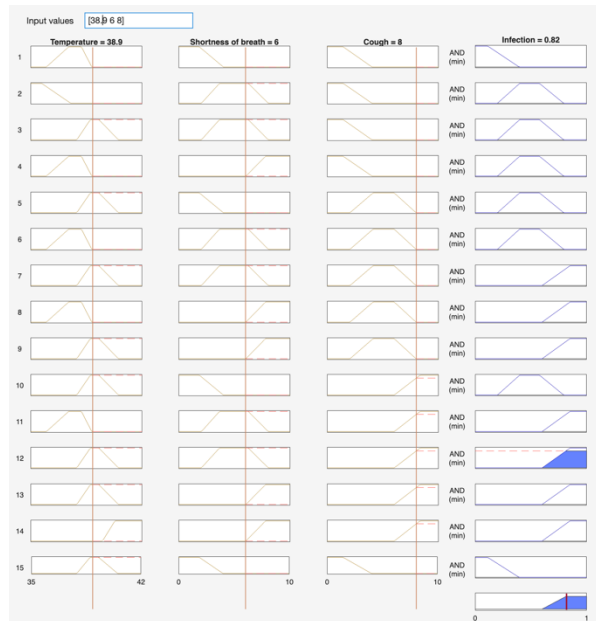 Input values [38.9 6 8]
Temperature = 38.9 Shortness of breath = 6 Cough = 8 Infection = 0.82
1 AND (min)
2 AND (min)
3 AND (min)
4 AND (min)
5 AND (min)
6 AND (min)
7 AND (min)
8 AND (min)
9 AND (min)
10 AND (min)
11 AND (min)
12 AND (min)
13 AND (min)
14 AND (min)
15 AND (min)
35 42 0 10 0 10
0 1